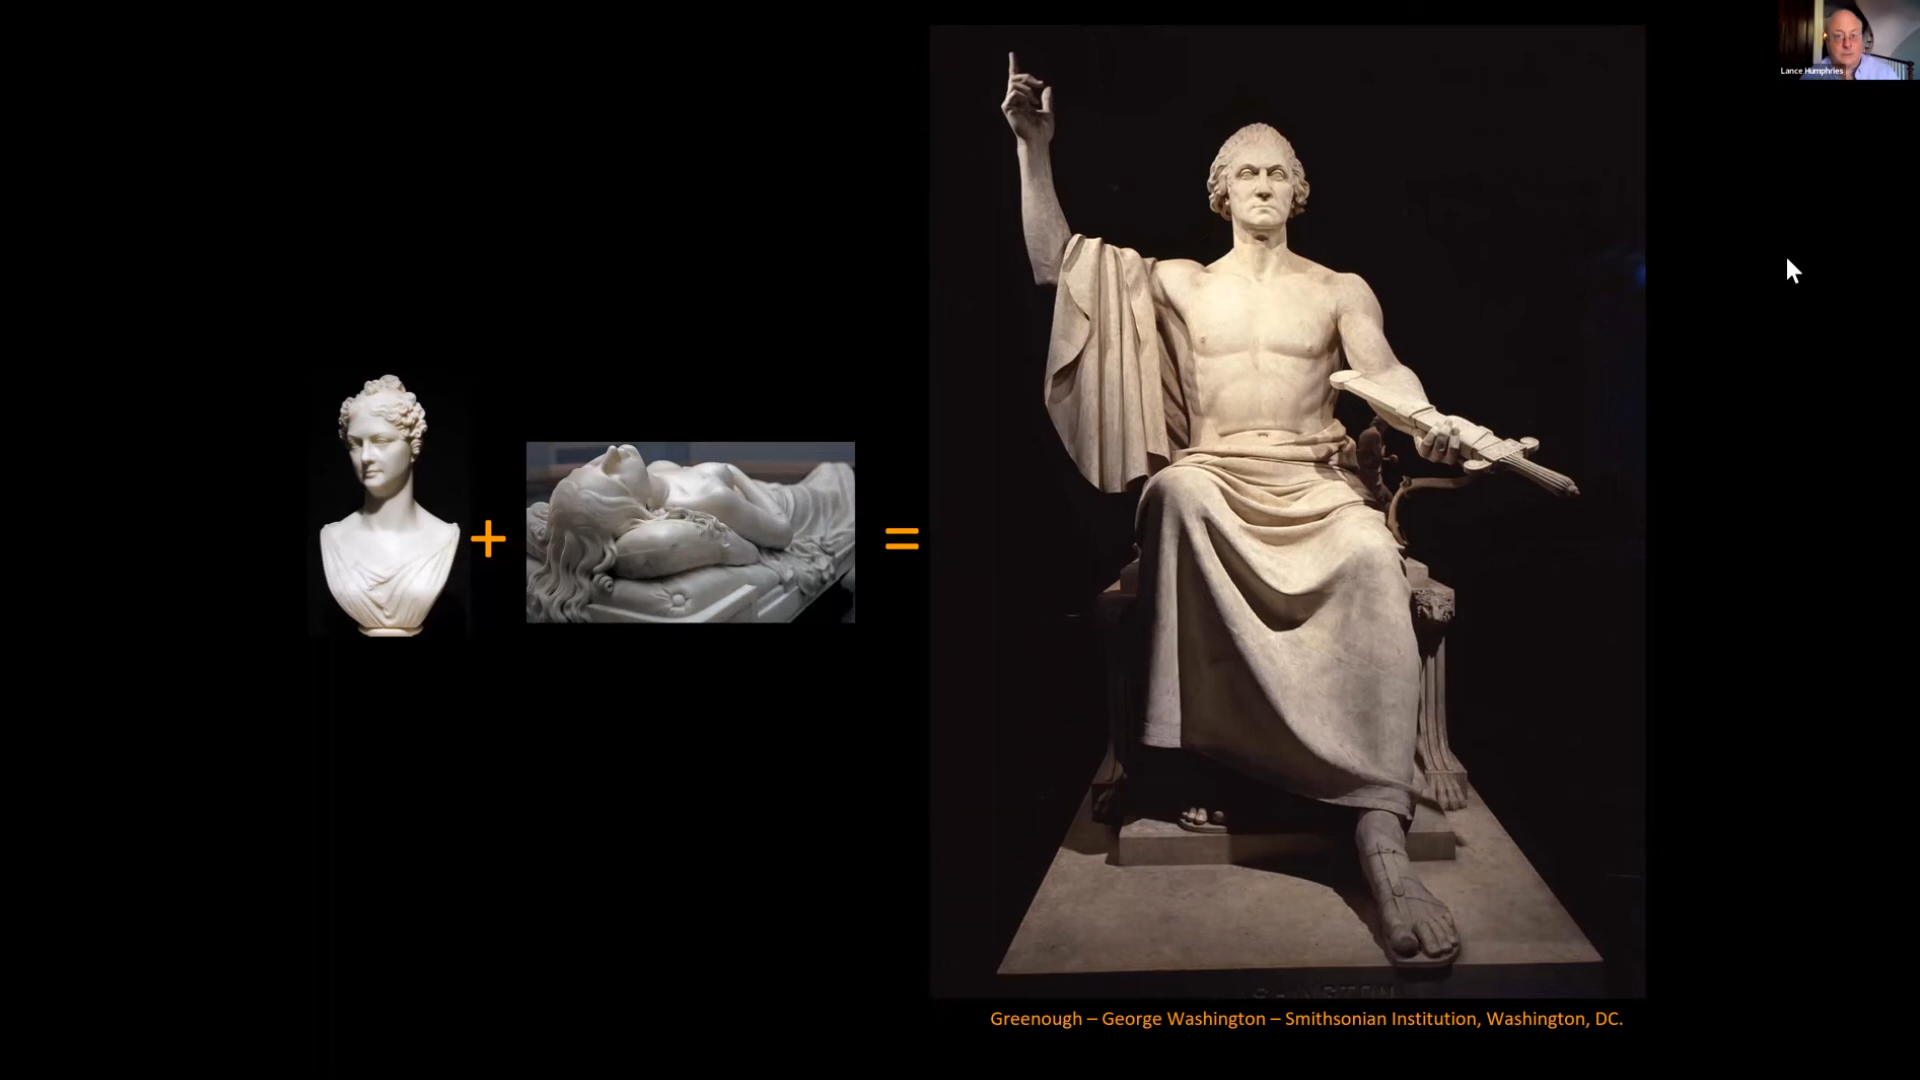 Lance Humphries
+
=
Greenough – George Washington – Smithsonian Institution, Washington, DC.